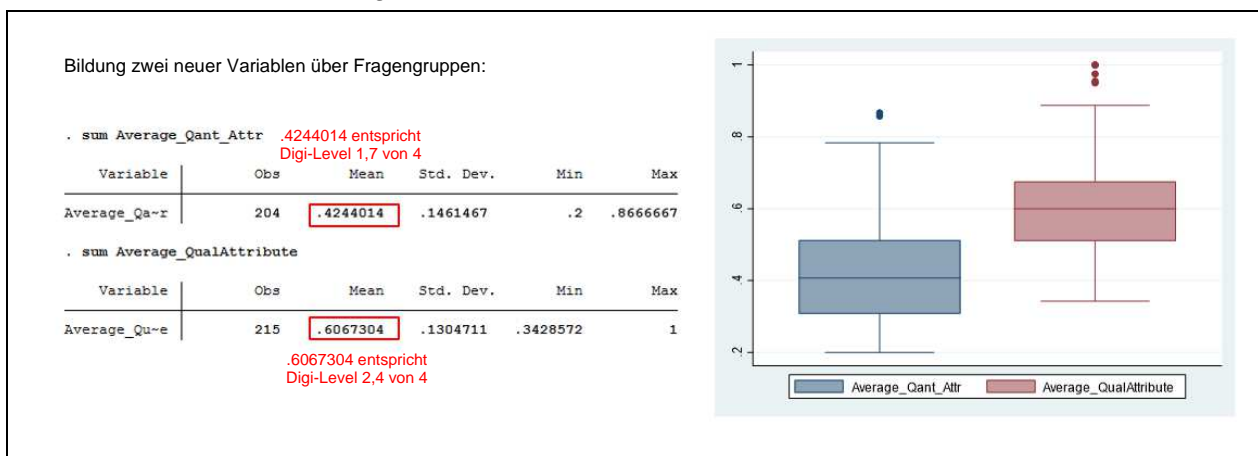 Bildung zwei neuer Variablen über Fragengruppen:
. sum Average_Qant_Attr
.4244014 entspricht
Digi-Level 1,7 von 4
Variable Obs Mean Std. Dev. Min Max
Average_Qa~r 204 .4244014 .1461467 .2 .8666667
. sum Average_QualAttribute
Variable Obs Mean Std. Dev. Min Max
Average_Qu~e 215 .6067304 .1304711 .3428572 1
.6067304 entspricht
Digi-Level 2,4 von 4
1
.8
.6
.4
.2
Average_Qant_Attr Average_QualAttribute